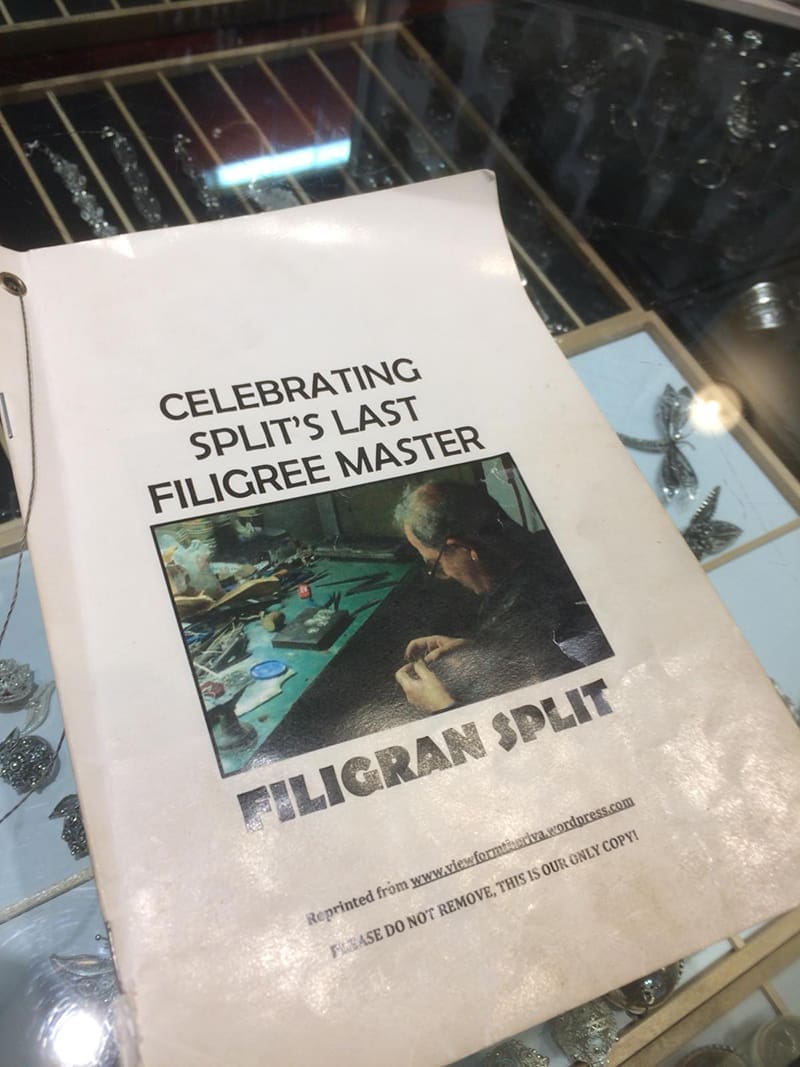 CELEBRATING
SPLIT'S LAST
FILIGREE MASTER
FILIGRAN SPLIT
Reprinted from www.viewformtheriva.wordpress.com
PLEASE DO NOT REMOVE, THIS IS OUR ONLY COPY!